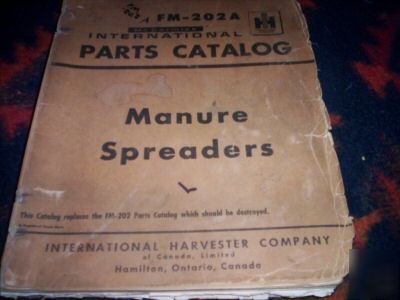 FM-202A
McCORMICK
INTERNATIONAL
PARTS CATALOG
Manure
Spreaders
This Catalog replaces the FM-202 Parts Catalog which should be destroyed.
INTERNATIONAL HARVESTER COMPANY
of Canada, Limited
Hamilton, Ontario, Canada